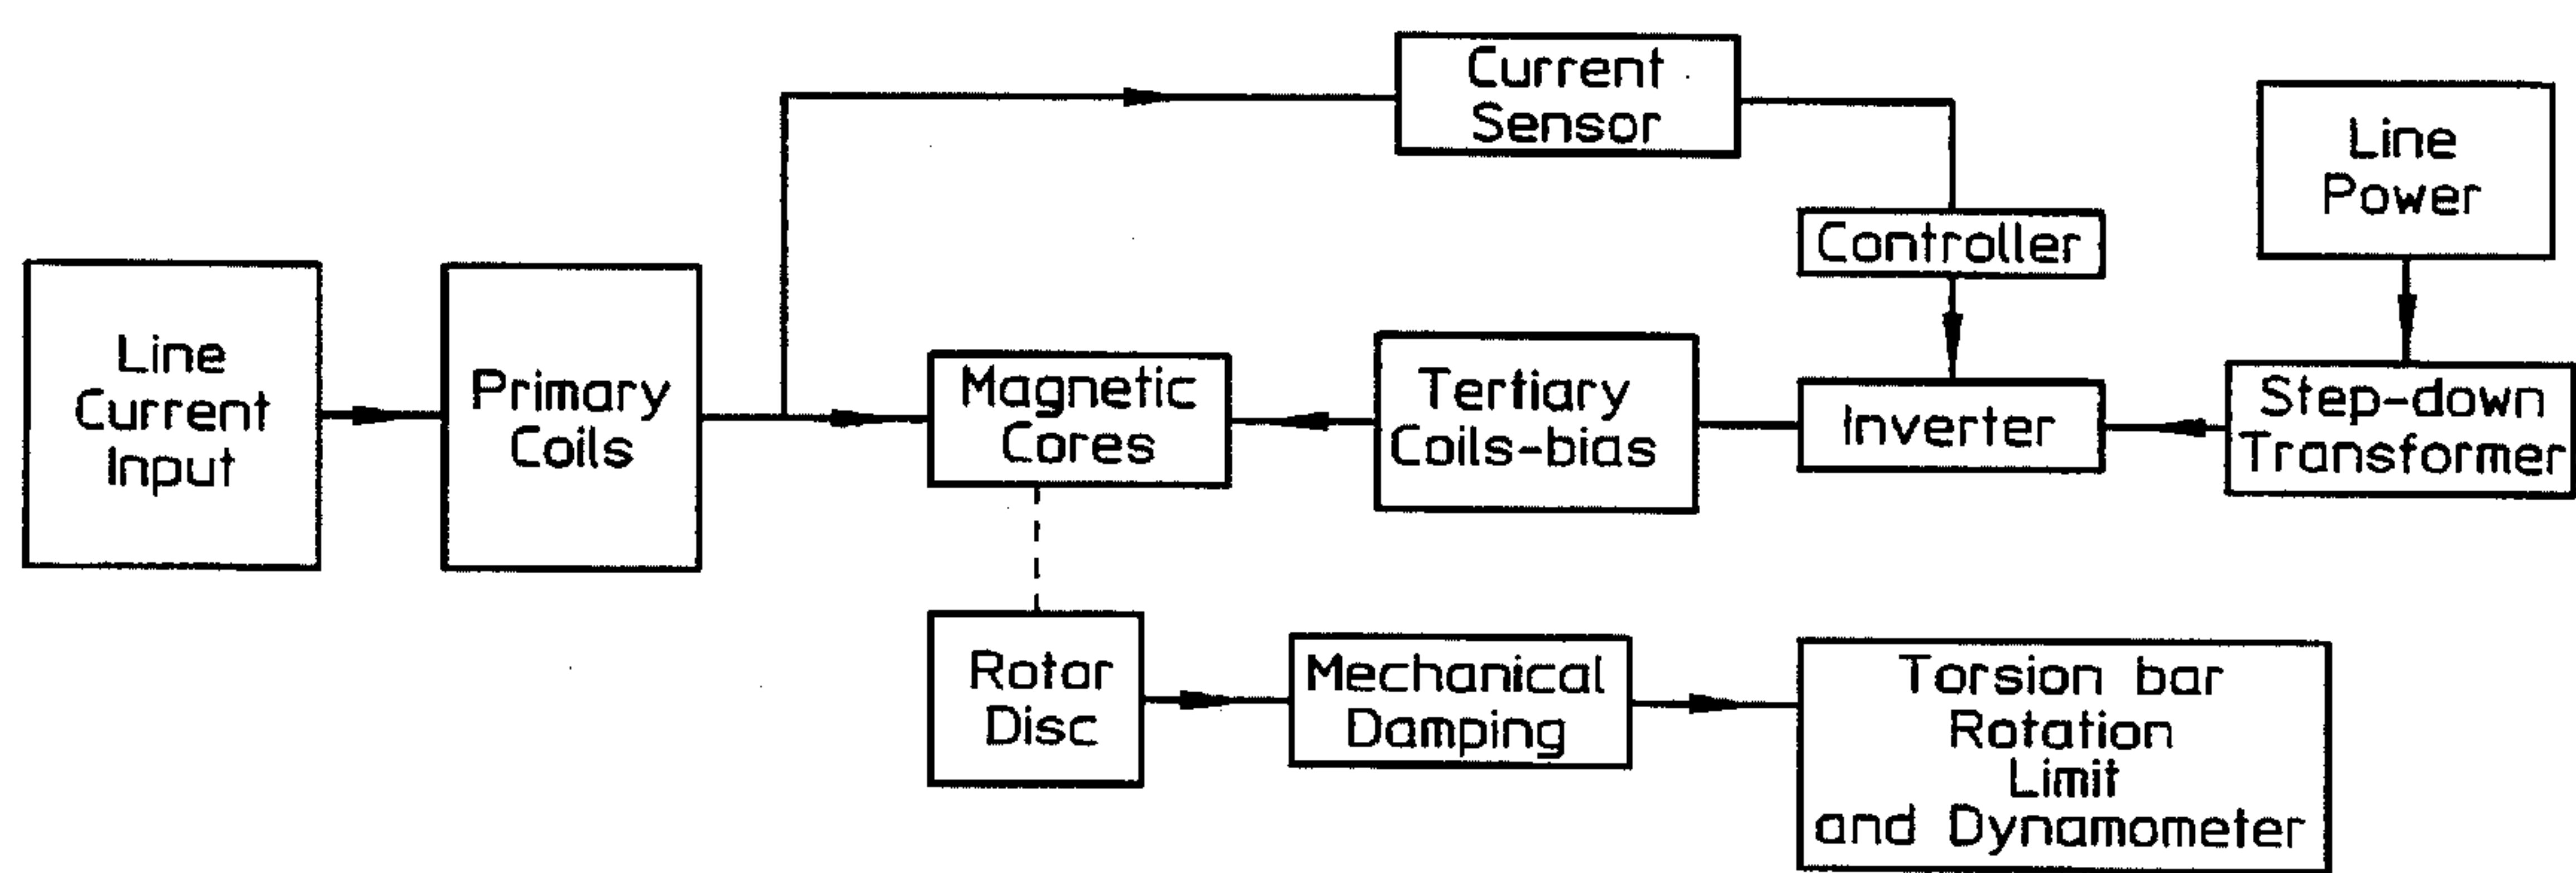 Current
Sensor
Line
Power
Controller
Line
Current
Input
Primary
Coils
Magnetic
Cores
Tertiary
Coils-bias
Inverter
Step-down
Transformer
Rotor
Disc
Mechanical
Damping
Torsion bar
Rotation
Limit
and Dynamometer